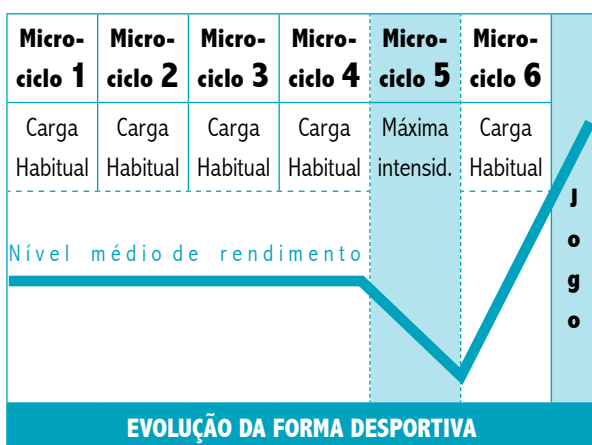 Micro-
ciclo 1
Micro-
ciclo 2
Micro-
ciclo 3
Micro-
ciclo 4
Micro-
ciclo 5
Micro-
ciclo 6
Carga
Habitual
Carga
Habitual
Carga
Habitual
Carga
Habitual
Máxima
intensid.
Carga
Habitual
J
o
g
o
Nível médio de rendimento
EVOLUÇÃO DA FORMA DESPORTIVA